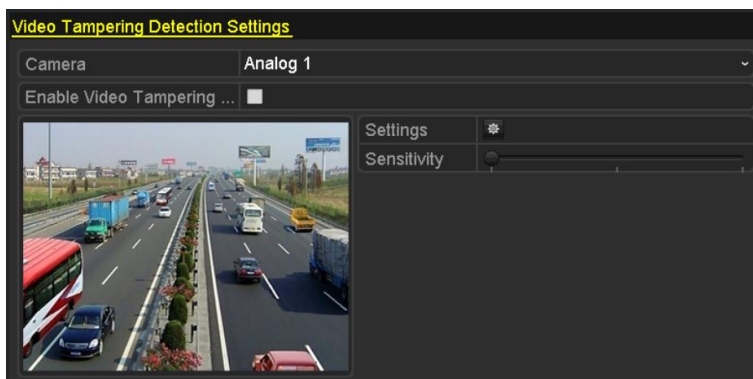 Video Tampering Detection Settings
Camera Analog 1
Enable Video Tampering ...
Settings
Sensitivity